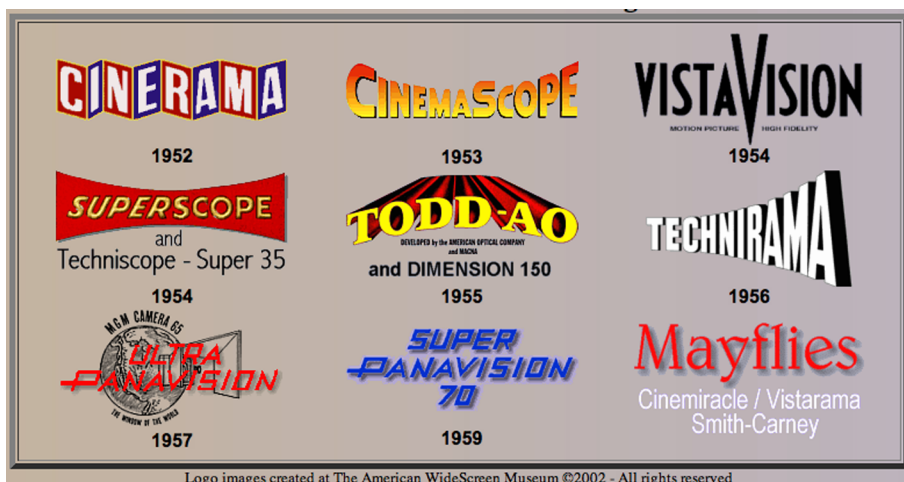 CINERAMA
CINEMASCOPE
VISTAVISION
MOTION PICTURE HIGH FIDELITY
1952
1953
1954
SUPERSCOPE
and
Techniscope - Super 35
1954
TODD-AO
DEVELOPED by the AMERICAN OPTICAL COMPANY
and MAGNA
and DIMENSION 150
1955
TECHNIRAMA
1956
MGM CAMERA 65
ULTRA
PANAVISION
THE WINDOW OF THE WORLD
1957
SUPER
PANAVISION
70
1959
Mayflies
Cinemiracle / Vistarama
Smith-Carney
Logo images created at The American WideScreen Museum ©2002 - All rights reserved